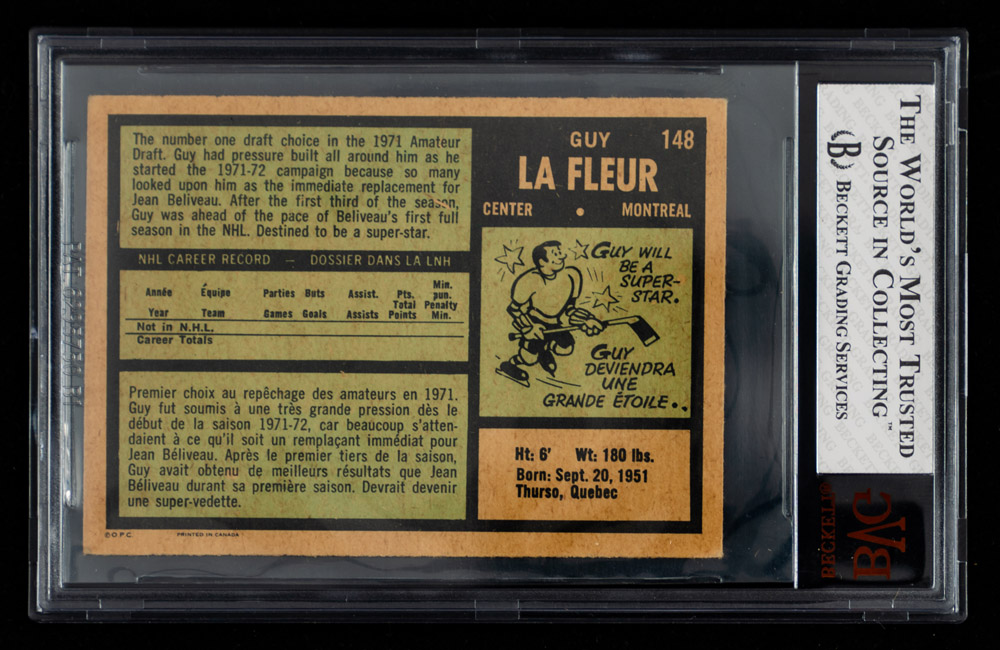 The number one draft choice in the 1971 Amateur
Draft. Guy had pressure built all around him as he
started the 1971-72 campaign because so many
looked upon him as the immediate replacement for
Jean Beliveau. After the first third of the season,
Guy was ahead of the pace of Beliveau's first full
season in the NHL. Destined to be a super-star.
NHL CAREER RECORD — DOSSIER DANS LA LNH
Année Équipe Parties Buts Assist. Pts. Min. pun.
Year Team Games Goals Assists Total Points Penalty Min.
Not in N.H.L.
Career Totals
Premier choix au repêchage des amateurs en 1971.
Guy fut soumis à une très grande pression dès le
début de la saison 1971-72, car beaucoup s'atten-
daient à ce qu'il soit un remplaçant immédiat pour
Jean Béliveau. Après le premier tiers de la saison,
Guy avait obtenu de meilleurs résultats que Jean
Béliveau durant sa première saison. Devrait devenir
une super-vedette.
©O.P.C. PRINTED IN CANADA
GUY 148
LA FLEUR
CENTER • MONTREAL
GUY WILL
BE A
SUPER-
STAR.
GUY
DEVIENDRA
UNE
GRANDE ÉTOILE..
Ht: 6' Wt: 180 lbs.
Born: Sept. 20, 1951
Thurso, Quebec
THE WORLD'S MOST TRUSTED
SOURCE IN COLLECTING™
(B) BECKETT GRADING SERVICES
BECKETT®
BVG